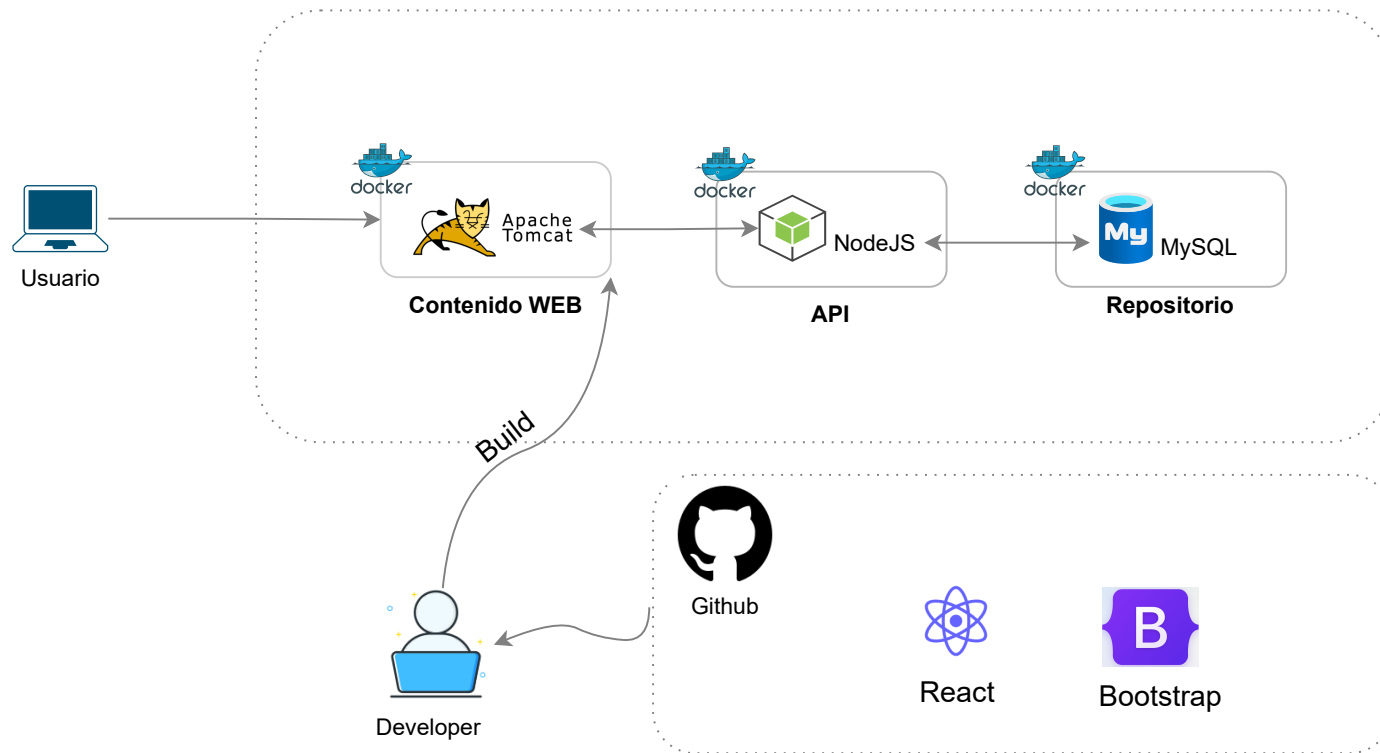 docker
docker
docker
Apache
Tomcat
NodeJS
My
MySQL
Usuario
Contenido WEB
API
Repositorio
Build
Github
B
React
Bootstrap
Developer